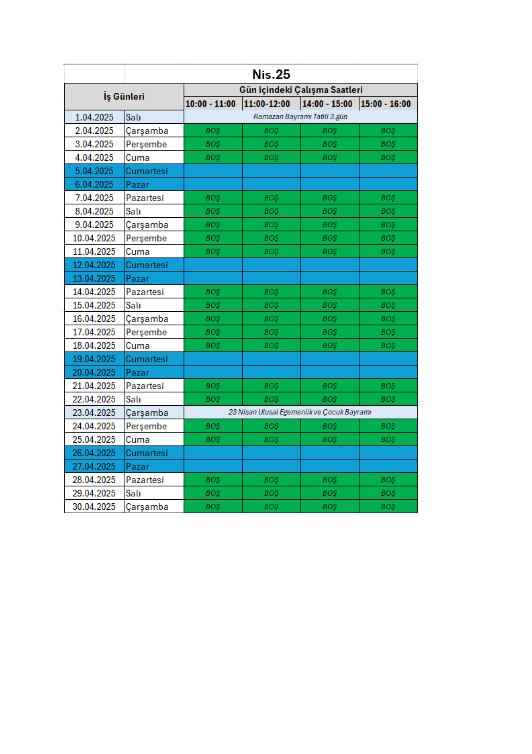 Nis.25
İş Günleri
Gün içindeki Çalışma Saatleri
10:00 - 11:00 11:00-12:00 14:00 - 15:00 15:00 - 16:00
1.04.2025 Salı Ramazan Bayramı Tatili 3.gün
2.04.2025 Çarşamba BOŞ BOŞ BOŞ BOŞ
3.04.2025 Perşembe BOŞ BOŞ BOŞ BOŞ
4.04.2025 Cuma BOŞ BOŞ BOŞ BOŞ
5.04.2025 Cumartesi
6.04.2025 Pazar
7.04.2025 Pazartesi BOŞ BOŞ BOŞ BOŞ
8.04.2025 Salı BOŞ BOŞ BOŞ BOŞ
9.04.2025 Çarşamba BOŞ BOŞ BOŞ BOŞ
10.04.2025 Perşembe BOŞ BOŞ BOŞ BOŞ
11.04.2025 Cuma BOŞ BOŞ BOŞ BOŞ
12.04.2025 Cumartesi
13.04.2025 Pazar
14.04.2025 Pazartesi BOŞ BOŞ BOŞ BOŞ
15.04.2025 Salı BOŞ BOŞ BOŞ BOŞ
16.04.2025 Çarşamba BOŞ BOŞ BOŞ BOŞ
17.04.2025 Perşembe BOŞ BOŞ BOŞ BOŞ
18.04.2025 Cuma BOŞ BOŞ BOŞ BOŞ
19.04.2025 Cumartesi
20.04.2025 Pazar
21.04.2025 Pazartesi BOŞ BOŞ BOŞ BOŞ
22.04.2025 Salı BOŞ BOŞ BOŞ BOŞ
23.04.2025 Çarşamba 23 Nisan Ulusal Egemenlik ve Çocuk Bayramı
24.04.2025 Perşembe BOŞ BOŞ BOŞ BOŞ
25.04.2025 Cuma BOŞ BOŞ BOŞ BOŞ
26.04.2025 Cumartesi
27.04.2025 Pazar
28.04.2025 Pazartesi BOŞ BOŞ BOŞ BOŞ
29.04.2025 Salı BOŞ BOŞ BOŞ BOŞ
30.04.2025 Çarşamba BOŞ BOŞ BOŞ BOŞ